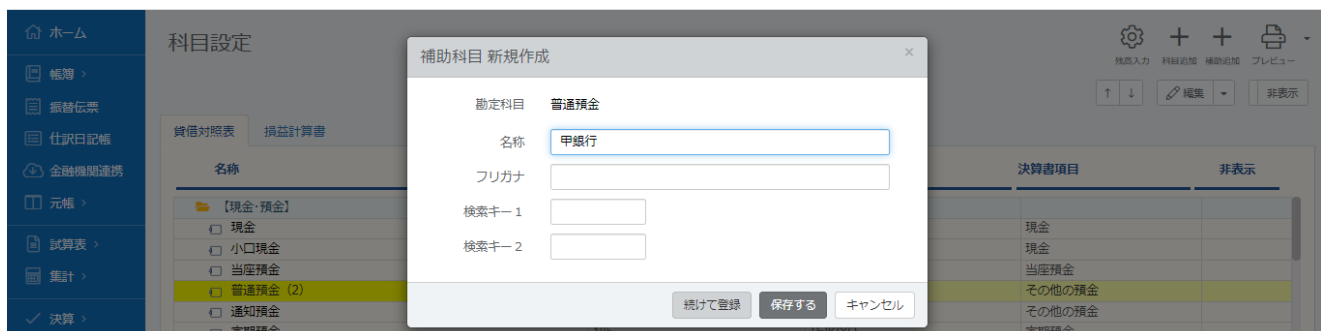 ホーム
帳簿
振替伝票
仕訳日記帳
金融機関連携
元帳
試算表
集計
決算
科目設定
残高入力 科目追加 補助追加 プレビュー
↑ ↓ 編集 非表示
貸借対照表 損益計算書
名称 決算書項目 非表示
【現金・預金】
現金 現金
小口現金 現金
当座預金 当座預金
普通預金（2） その他の預金
通知預金 その他の預金
補助科目 新規作成 ×
勘定科目 普通預金
名称 甲銀行
フリガナ
検索キー1
検索キー2
続けて登録 保存する キャンセル